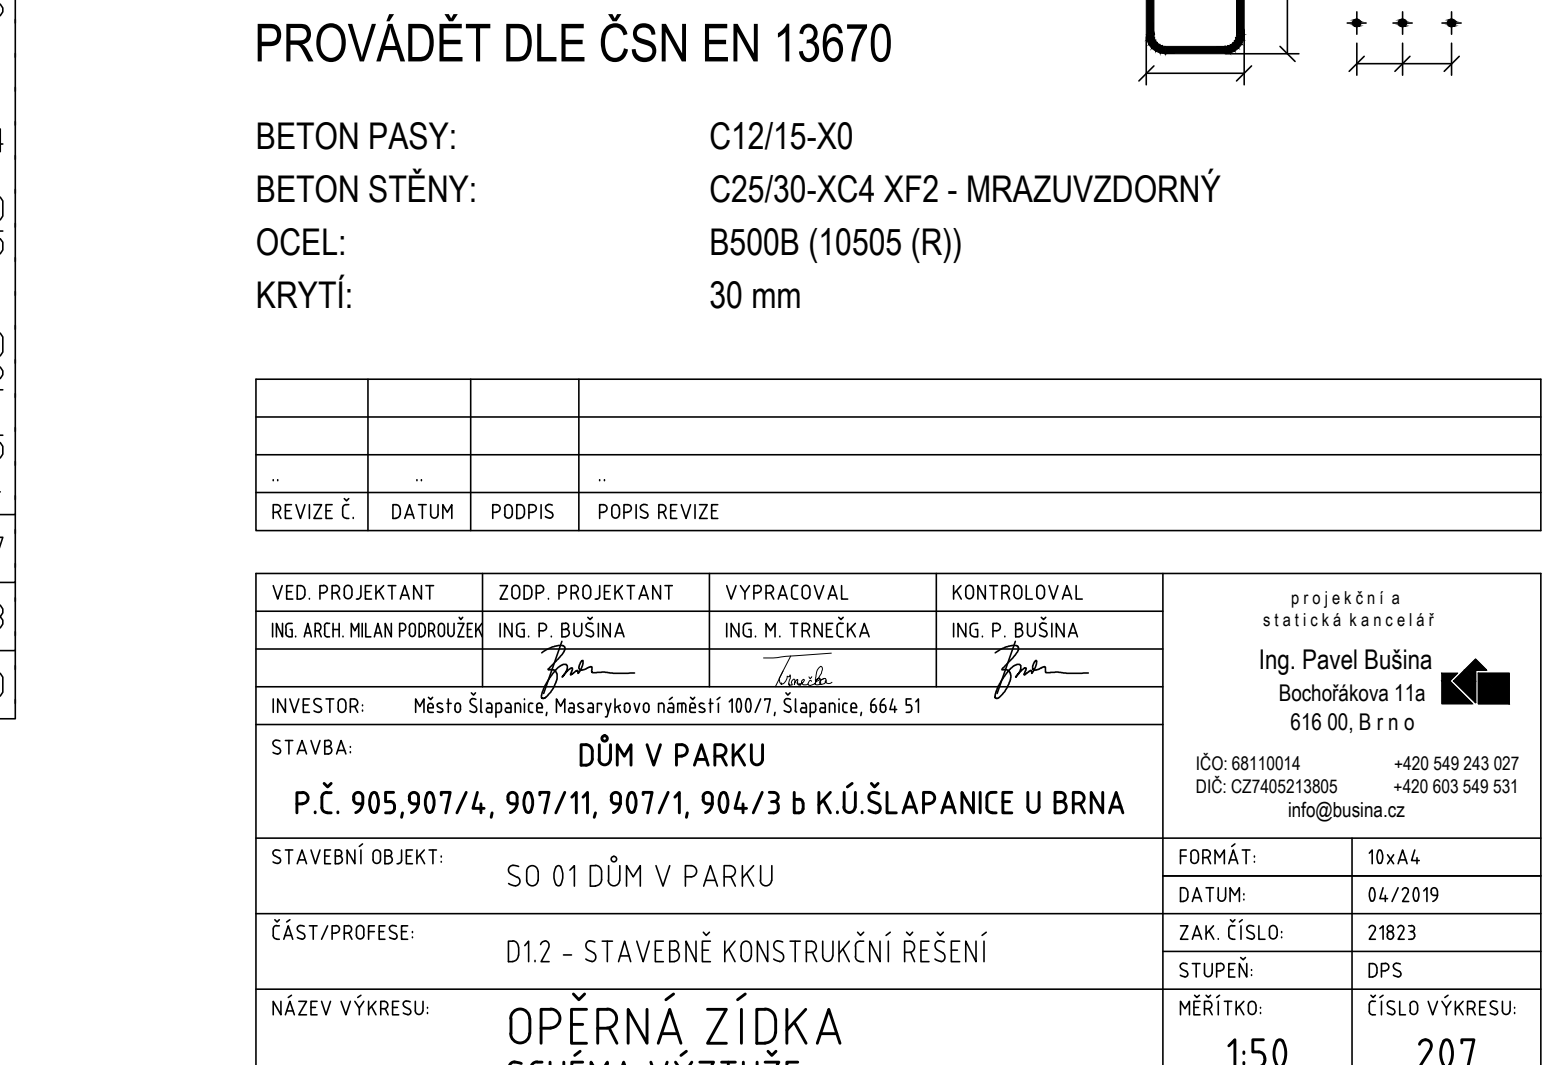 PROVÁDĚT DLE ČSN EN 13670
BETON PASY: C12/15-X0
BETON STĚNY: C25/30-XC4 XF2 - MRAZUVZDORNÝ
OCEL: B500B (10505 (R))
KRYTÍ: 30 mm
.. .. ..
REVIZE Č. DATUM PODPIS POPIS REVIZE
VED. PROJEKTANT ZODP. PROJEKTANT VYPRACOVAL KONTROLOVAL
ING. ARCH. MILAN PODROUŽEK ING. P. BUŠINA ING. M. TRNEČKA ING. P. BUŠINA
Trnečka
INVESTOR: Město Šlapanice, Masarykovo náměstí 100/7, Šlapanice, 664 51
STAVBA: DŮM V PARKU
P.Č. 905,907/4, 907/11, 907/1, 904/3 b K.Ú.ŠLAPANICE U BRNA
projekční a
statická kancelář
Ing. Pavel Bušina
Bochořákova 11a
616 00, Brno
IČO: 68110014 +420 549 243 027
DIČ: CZ7405213805 +420 603 549 531
info@busina.cz
STAVEBNÍ OBJEKT: SO 01 DŮM V PARKU
FORMÁT: 10xA4
DATUM: 04/2019
ČÁST/PROFESE: D1.2 - STAVEBNĚ KONSTRUKČNÍ ŘEŠENÍ
ZAK. ČÍSLO: 21823
STUPEŇ: DPS
NÁZEV VÝKRESU: OPĚRNÁ ZÍDKA
SCHÉMA VÝZTUŽE
MĚŘÍTKO: ČÍSLO VÝKRESU:
1:50 207